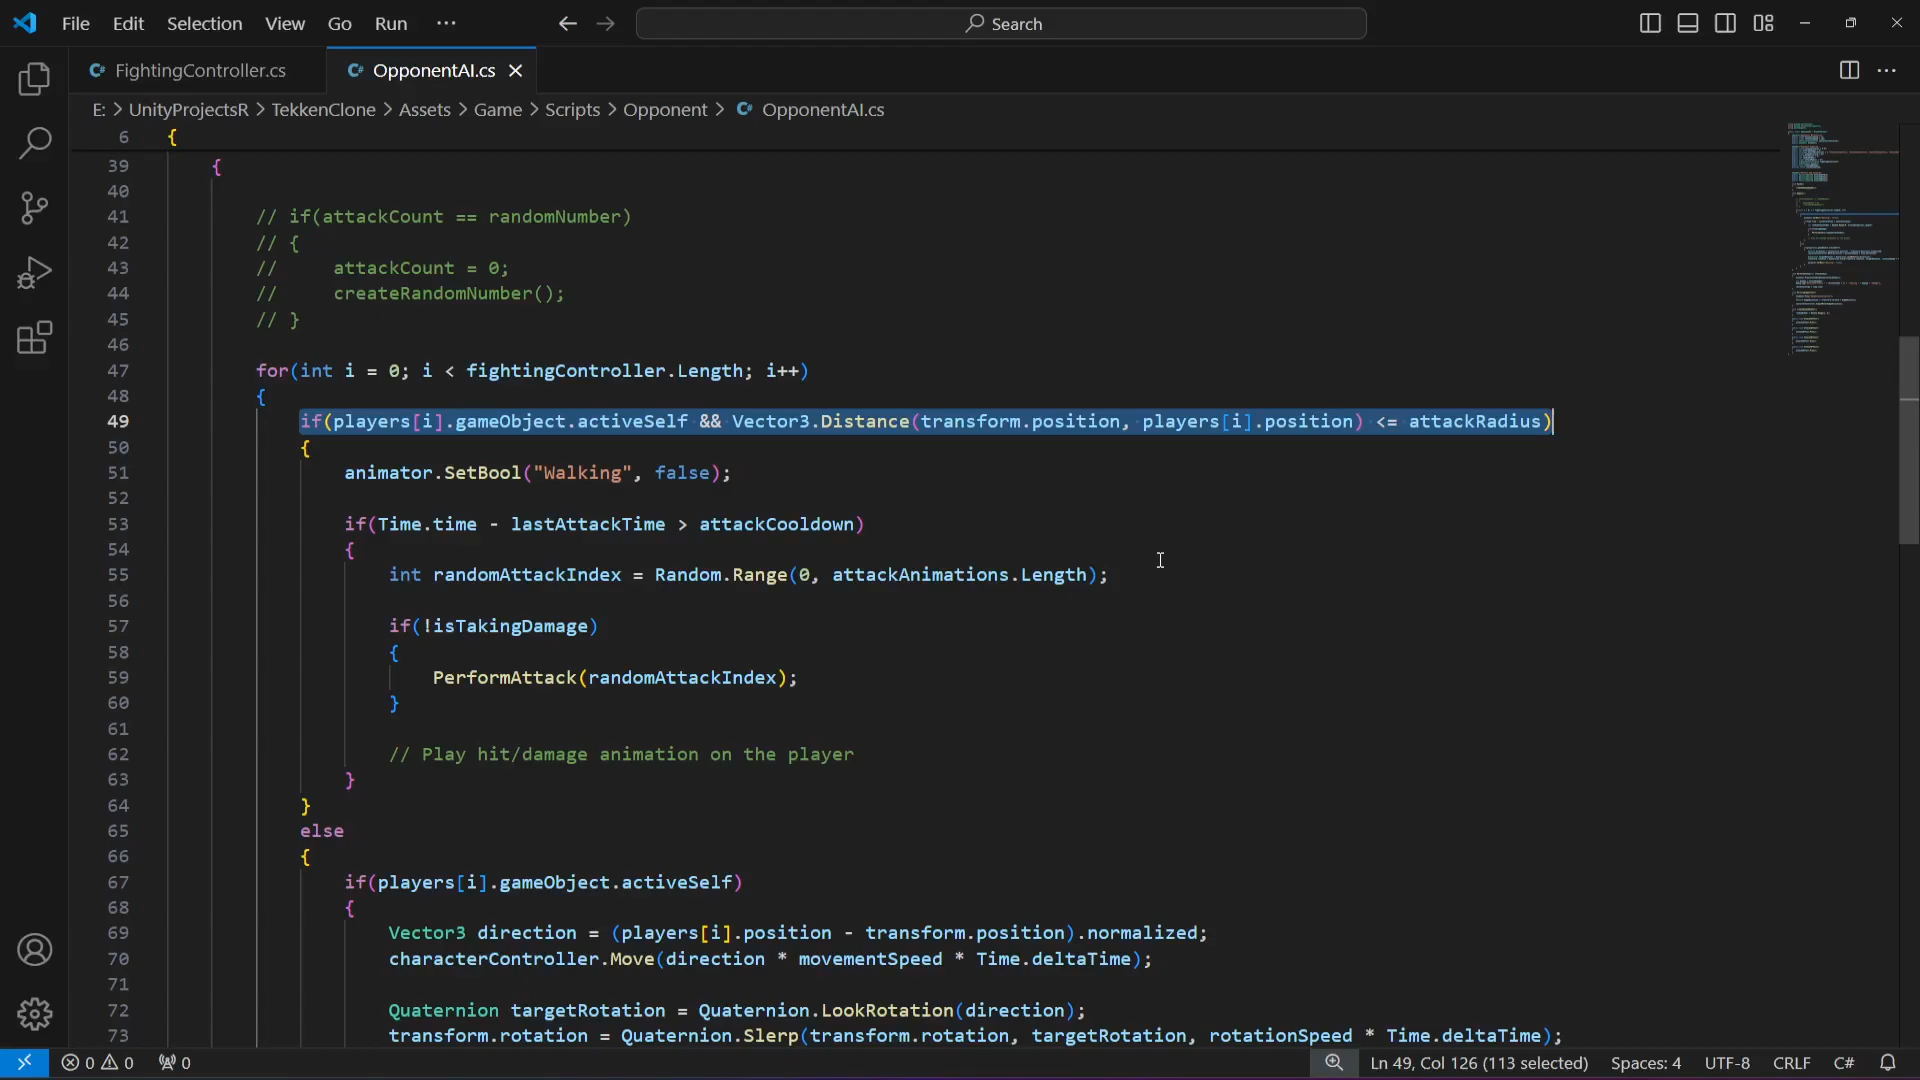 File Edit Selection View Go Run ··· Search
FightingController.cs OpponentAI.cs
E: > UnityProjectsR > TekkenClone > Assets > Game > Scripts > Opponent > OpponentAI.cs
6 {
39 {
40
41 // if(attackCount == randomNumber)
42 // {
43 //     attackCount = 0;
44 //     createRandomNumber();
45 // }
46
47 for(int i = 0; i < fightingController.Length; i++)
48 {
49 if(players[i].gameObject.activeSelf && Vector3.Distance(transform.position, players[i].position) <= attackRadius)
50 {
51 animator.SetBool("Walking", false);
52
53 if(Time.time - lastAttackTime > attackCooldown)
54 {
55 int randomAttackIndex = Random.Range(0, attackAnimations.Length);
56
57 if(!isTakingDamage)
58 {
59 PerformAttack(randomAttackIndex);
60 }
61
62 // Play hit/damage animation on the player
63 }
64 }
65 else
66 {
67 if(players[i].gameObject.activeSelf)
68 {
69 Vector3 direction = (players[i].position - transform.position).normalized;
70 characterController.Move(direction * movementSpeed * Time.deltaTime);
71
72 Quaternion targetRotation = Quaternion.LookRotation(direction);
73 transform.rotation = Quaternion.Slerp(transform.rotation, targetRotation, rotationSpeed * Time.deltaTime);
0 0 0 Ln 49, Col 126 (113 selected) Spaces: 4 UTF-8 CRLF C#